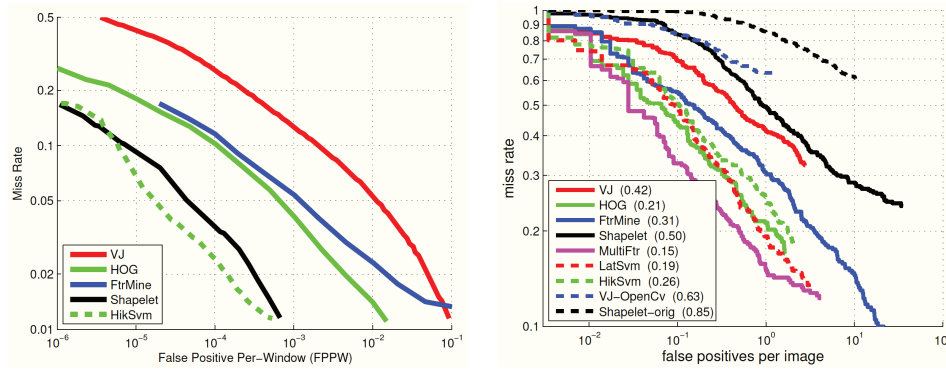 0.5
0.2
0.1
0.05
0.02
0.01
Miss Rate
VJ
HOG
FtrMine
Shapelet
HikSvm
10−6 10−5 10−4 10−3 10−2 10−1
False Positive Per−Window (FPPW)
1
0.9
0.8
0.7
0.6
0.5
0.4
0.3
0.2
0.1
miss rate
VJ (0.42)
HOG (0.21)
FtrMine (0.31)
Shapelet (0.50)
MultiFtr (0.15)
LatSvm (0.19)
HikSvm (0.26)
VJ−OpenCv (0.63)
Shapelet−orig (0.85)
10−2 10−1 100 101 10
false positives per image